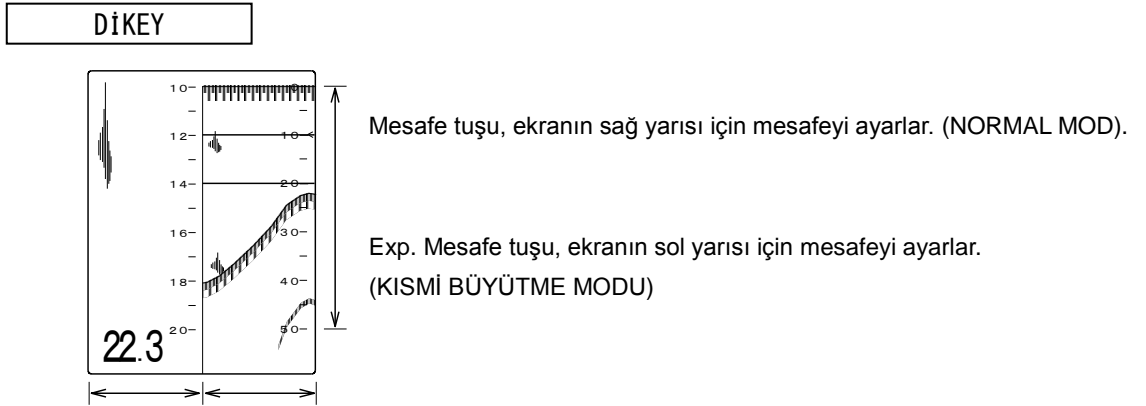 DİKEY
10- 0
12- 10
14- 20
16- 30-
18- 40-
20- 50-
22.3
Mesafe tuşu, ekranın sağ yarısı için mesafeyi ayarlar. (NORMAL MOD).
Exp. Mesafe tuşu, ekranın sol yarısı için mesafeyi ayarlar.
(KISMİ BÜYÜTME MODU)